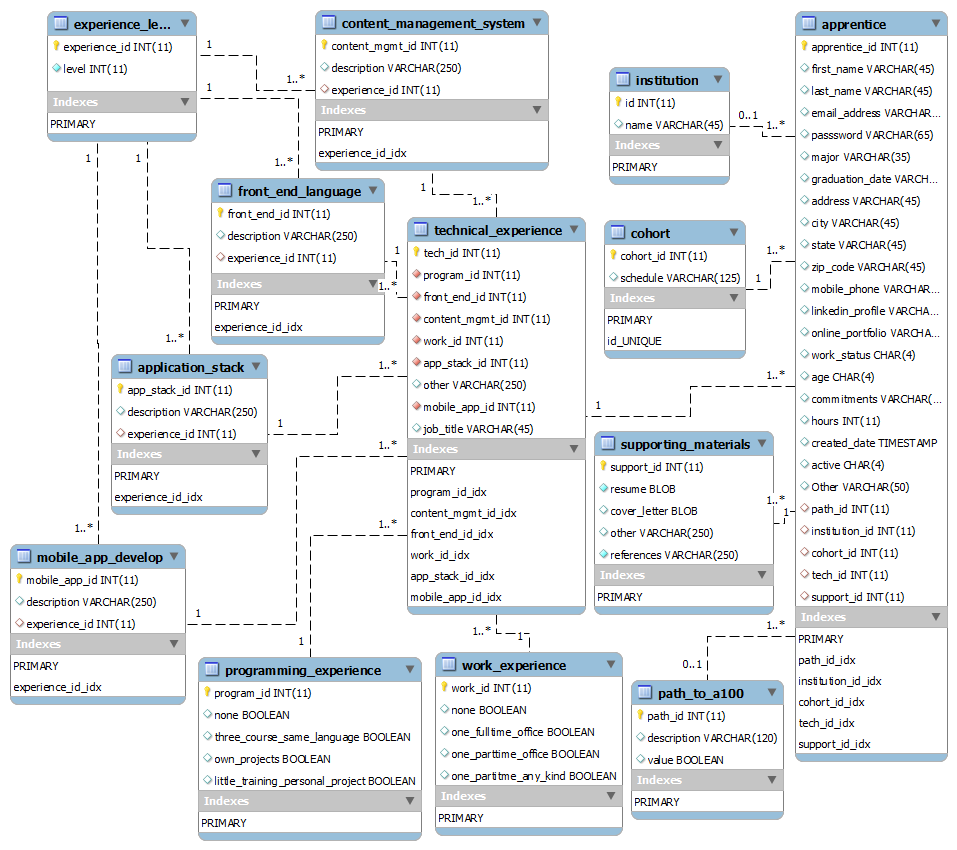 experience_le...
experience_id INT(11)
level INT(11)
Indexes
PRIMARY
content_management_system
content_mgmt_id INT(11)
description VARCHAR(250)
experience_id INT(11)
Indexes
PRIMARY
experience_id_idx
apprentice
apprentice_id INT(11)
first_name VARCHAR(45)
last_name VARCHAR(45)
email_address VARCHAR...
passsord VARCHAR(65)
major VARCHAR(35)
graduation_date VARCH...
address VARCHAR(45)
city VARCHAR(45)
state VARCHAR(45)
zip_code VARCHAR(45)
mobile_phone VARCHAR...
linkedin_profile VARCHA...
online_portfolio VARCHAR...
work_status CHAR(4)
age CHAR(4)
commitments VARCHAR(...
hours INT(11)
created_date TIMESTAMP
active CHAR(4)
Other VARCHAR(50)
path_id INT(11)
institution_id INT(11)
cohort_id INT(11)
tech_id INT(11)
support_id INT(11)
Indexes
PRIMARY
path_id_idx
institution_id_idx
cohort_id_idx
tech_id_idx
support_id_idx
institution
id INT(11)
name VARCHAR(45)
Indexes
PRIMARY
front_end_language
front_end_id INT(11)
description VARCHAR(250)
experience_id INT(11)
Indexes
PRIMARY
experience_id_idx
technical_experience
tech_id INT(11)
program_id INT(11)
front_end_id INT(11)
content_mgmt_id INT(11)
work_id INT(11)
app_stack_id INT(11)
other VARCHAR(250)
mobile_app_id INT(11)
job_title VARCHAR(45)
Indexes
PRIMARY
program_id_idx
content_mgmt_id_idx
front_end_id_idx
work_id_idx
app_stack_id_idx
mobile_app_id_idx
cohort
cohort_id INT(11)
schedule VARCHAR(125)
Indexes
PRIMARY
id_UNIQUE
application_stack
app_stack_id INT(11)
description VARCHAR(250)
experience_id INT(11)
Indexes
PRIMARY
experience_id_idx
supporting_materials
support_id INT(11)
resume BLOB
cover_letter BLOB
other VARCHAR(250)
references VARCHAR(250)
Indexes
PRIMARY
mobile_app_develop
mobile_app_id INT(11)
description VARCHAR(250)
experience_id INT(11)
Indexes
PRIMARY
experience_id_idx
programming_experience
program_id INT(11)
none BOOLEAN
three_course_same_language BOOLEAN
own_projects BOOLEAN
little_training_personal_project BOOLEAN
Indexes
PRIMARY
work_experience
work_id INT(11)
none BOOLEAN
one_fulltime_office BOOLEAN
one_parttime_office BOOLEAN
one_partitme_any_kind BOOLEAN
Indexes
PRIMARY
path_to_a100
path_id INT(11)
description VARCHAR(120)
value BOOLEAN
Indexes
PRIMARY
1
1..*
1
1..*
1
1
1..*
1..*
1
1..*
1
1..*
1
1..*
1
1..*
1
1..*
1..*
1
0..1
1..*
1..*
1
1..*
1
1..*
1
1..*
0..1